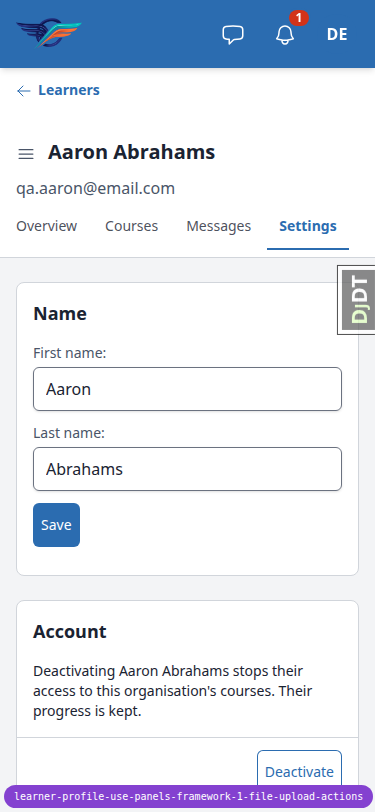 1
DE
← Learners
Aaron Abrahams
qa.aaron@email.com
Overview Courses Messages Settings
DjDT
Name
First name:
Aaron
Last name:
Abrahams
Save
Account
Deactivating Aaron Abrahams stops their
access to this organisation's courses. Their
progress is kept.
Deactivate
learner-profile-use-panels-framework-1-file-upload-actions